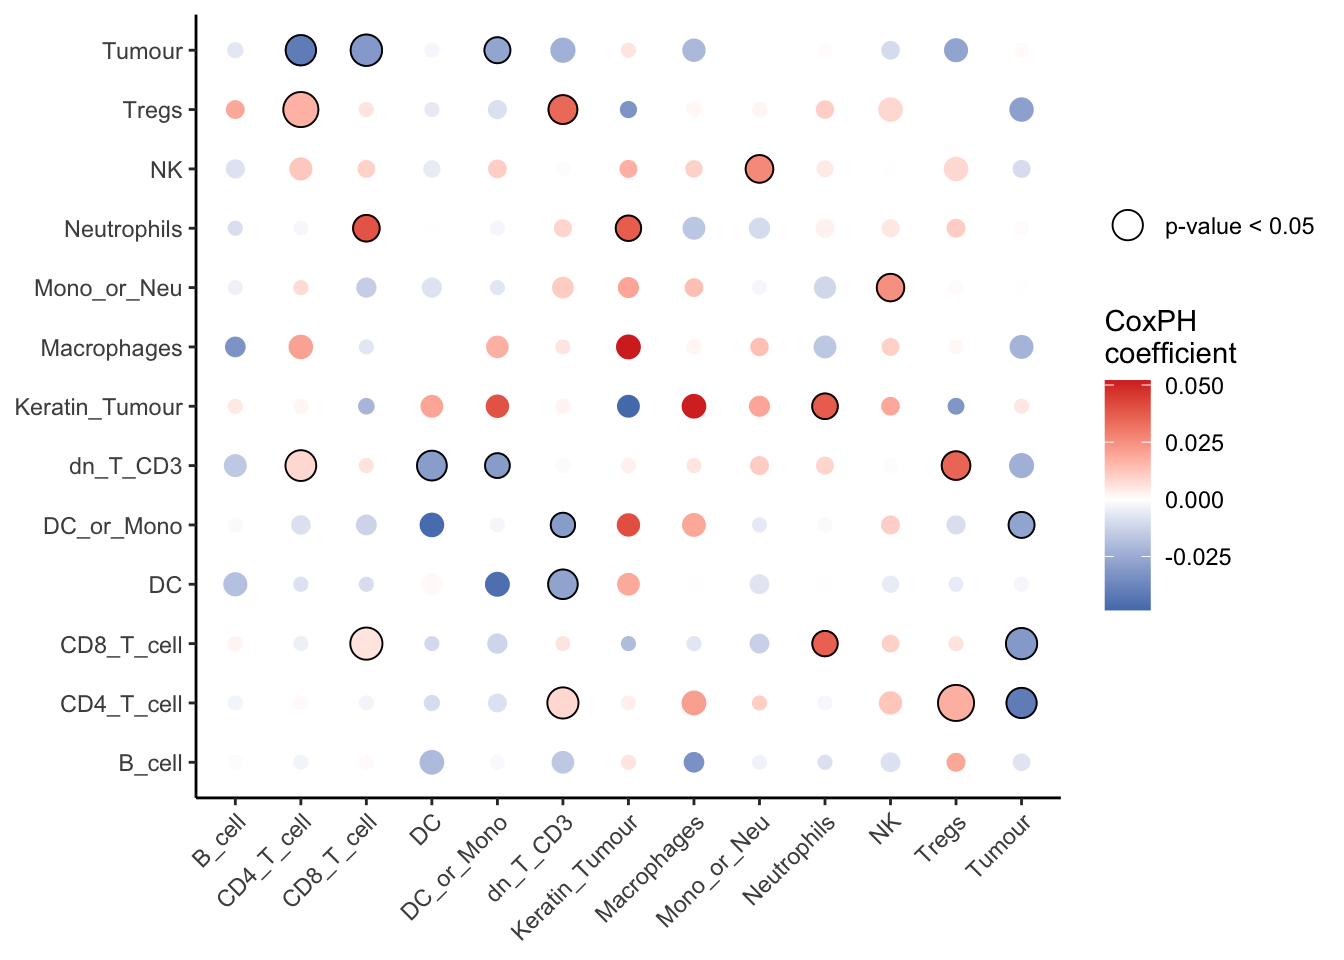 Tumour
Tregs
NK
Neutrophils
Mono_or_Neu
Macrophages
Keratin_Tumour
dn_T_CD3
DC_or_Mono
DC
CD8_T_cell
CD4_T_cell
B_cell
B_cell
CD4_T_cell
CD8_T_cell
DC
DC_or_Mono
dn_T_CD3
Keratin_Tumour
Macrophages
Mono_or_Neu
Neutrophils
NK
Tregs
Tumour
p-value < 0.05
CoxPH
coefficient
0.050
0.025
0.000
-0.025